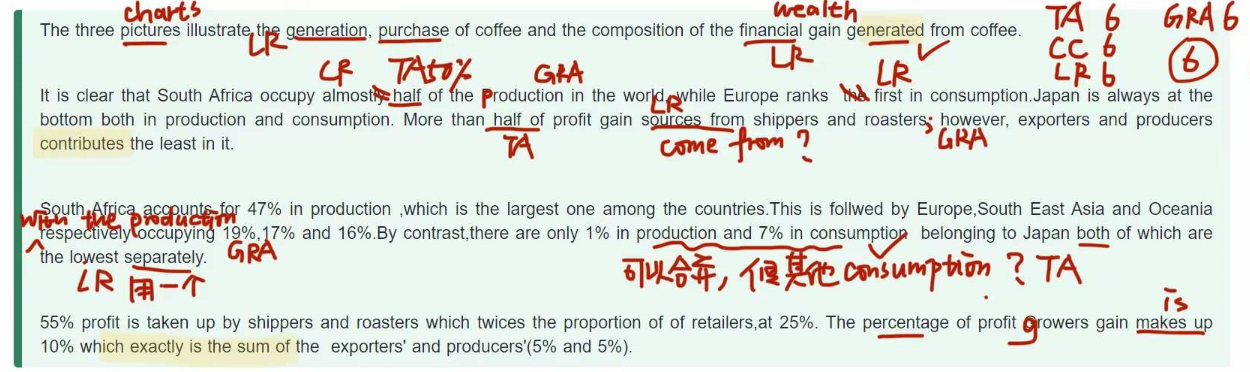 charts wealth TA 6 GRA 6
The three pictures illustrate the generation, purchase of coffee and the composition of the financial gain generated from coffee.
LR LR CC 6
LR TA50% GRA LR LR 6 6
It is clear that South Africa occupy almost half of the production in the world, while Europe ranks the first in consumption.Japan is always at the
LR
bottom both in production and consumption. More than half of profit gain sources from shippers and roasters; however, exporters and producers
TA come from? GRA
contributes the least in it.
South Africa accounts for 47% in production ,which is the largest one among the countries.This is follwed by Europe,South East Asia and Oceania
with the production
respectively occupying 19%,17% and 16%.By contrast,there are only 1% in production and 7% in consumption belonging to Japan both of which are
GRA
the lowest separately.
LR 用一个 可以合并,但其他 consumption ? TA
is
55% profit is taken up by shippers and roasters which twices the proportion of of retailers,at 25%. The percentage of profit growers gain makes up
g
10% which exactly is the sum of the exporters' and producers'(5% and 5%).